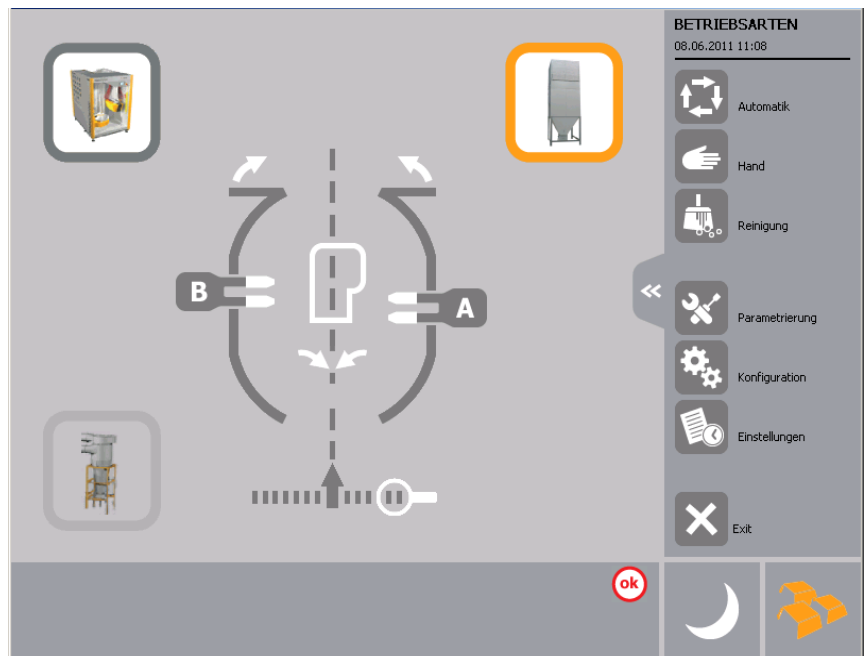 BETRIEBSARTEN
08.06.2011 11:08
Automatik
Hand
Reinigung
B
A
«
Parametrierung
Konfiguration
Einstellungen
Exit
ok